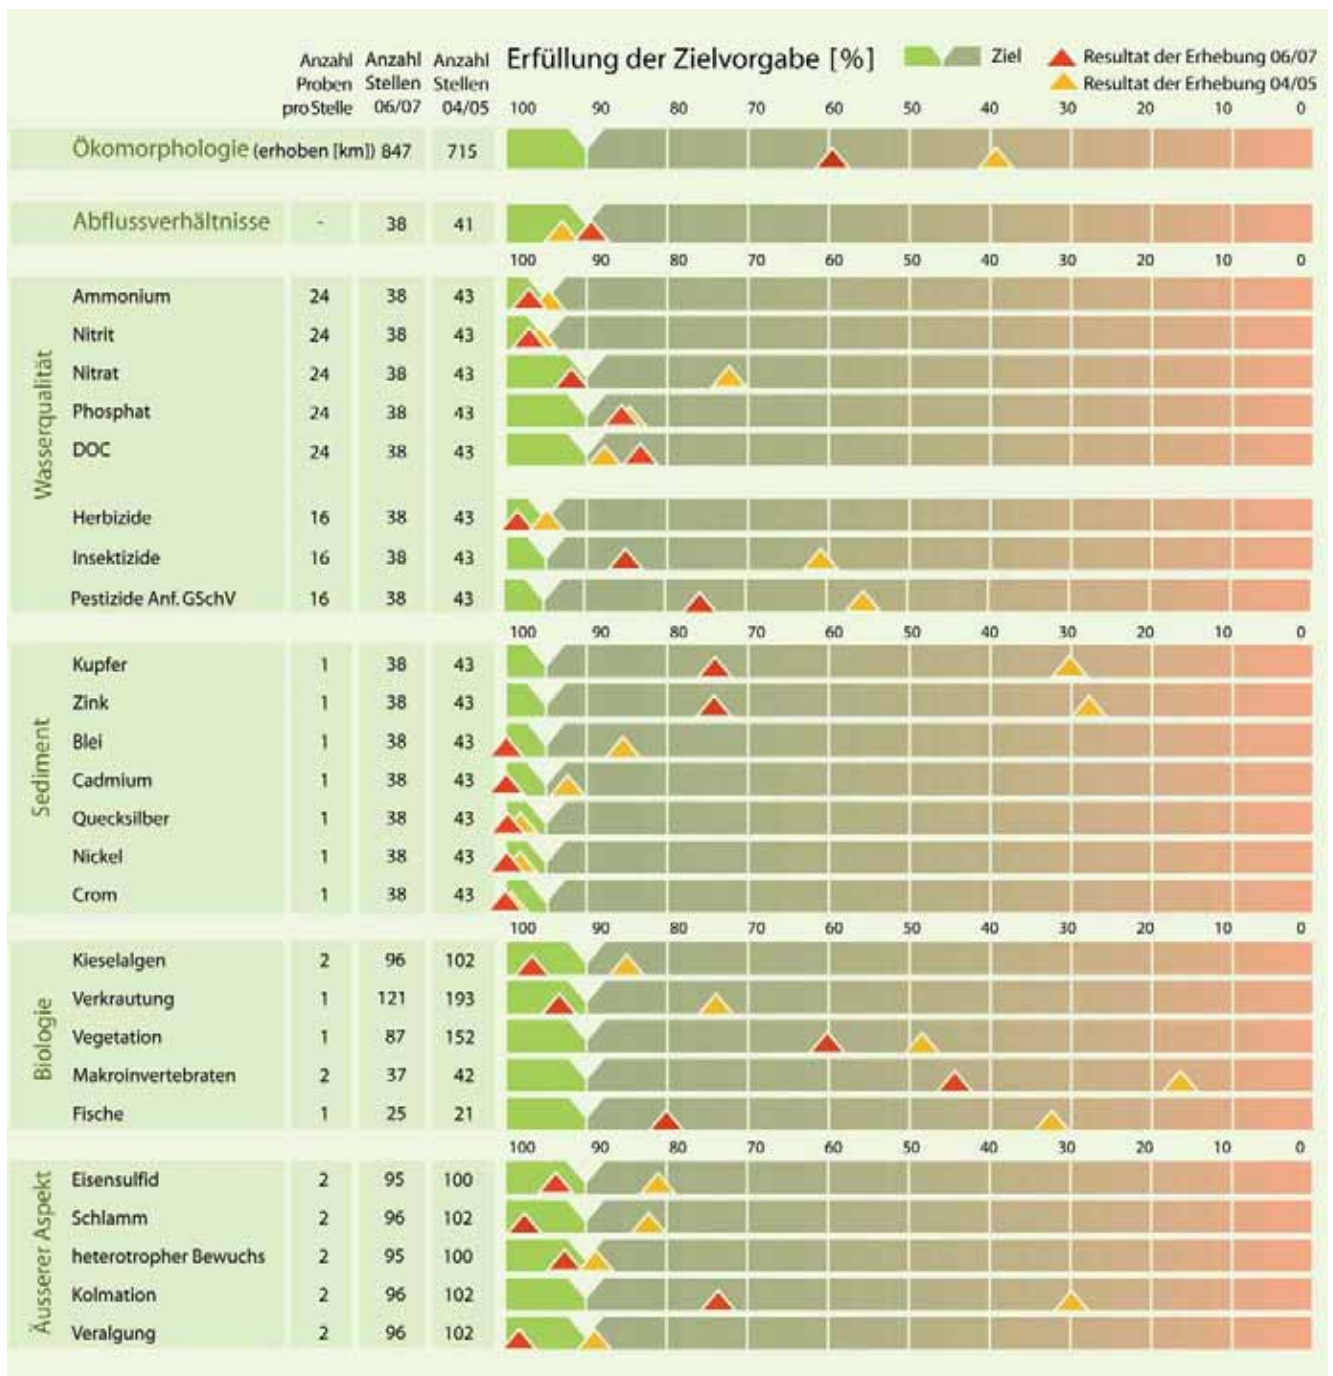 Anzahl Anzahl Anzahl Erfüllung der Zielvorgabe [%] Ziel Resultat der Erhebung 06/07
Proben Stellen Stellen Resultat der Erhebung 04/05
pro Stelle 06/07 04/05 100 90 80 70 60 50 40 30 20 10 0
Ökomorphologie (erhoben [km]) 847 715
Abflussverhältnisse - 38 41
100 90 80 70 60 50 40 30 20 10 0
Wasserqualität
Ammonium 24 38 43
Nitrit 24 38 43
Nitrat 24 38 43
Phosphat 24 38 43
DOC 24 38 43
Herbizide 16 38 43
Insektizide 16 38 43
Pestizide Anf. GSchV 16 38 43
100 90 80 70 60 50 40 30 20 10 0
Sediment
Kupfer 1 38 43
Zink 1 38 43
Blei 1 38 43
Cadmium 1 38 43
Quecksilber 1 38 43
Nickel 1 38 43
Crom 1 38 43
100 90 80 70 60 50 40 30 20 10 0
Biologie
Kieselalgen 2 96 102
Verkrautung 1 121 193
Vegetation 1 87 152
Makroinvertebraten 2 37 42
Fische 1 25 21
100 90 80 70 60 50 40 30 20 10 0
Äusserer Aspekt
Eisensulfid 2 95 100
Schlamm 2 96 102
heterotropher Bewuchs 2 95 100
Kolmation 2 96 102
Veralgung 2 96 102